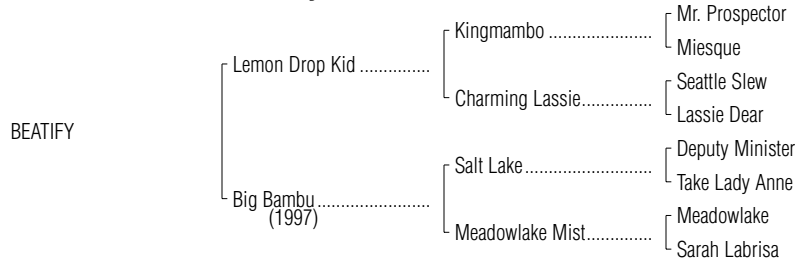 Mr. Prospector
Kingmambo ......................
Miesque
Lemon Drop Kid ...............
Seattle Slew
Charming Lassie...............
Lassie Dear
BEATIFY
Deputy Minister
Salt Lake...........................
Take Lady Anne
Big Bambu........................
(1997)
Meadowlake
Meadowlake Mist..............
Sarah Labrisa